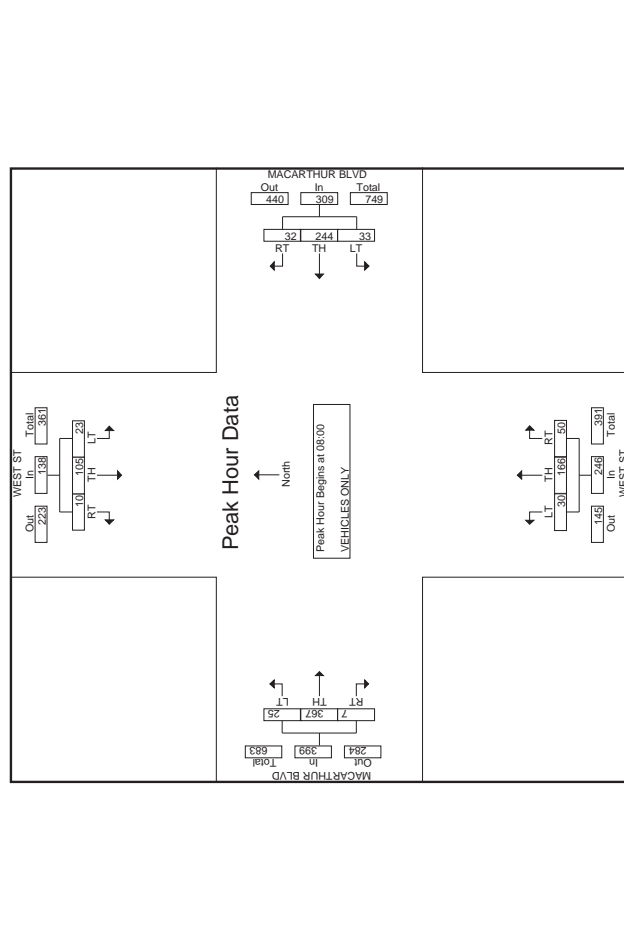 MACARTHUR BLVD
Out In Total
440 309 749
32 244 33
RT TH LT
WEST ST
Out In Total
223 138 361
10 105 23
RT TH LT
Peak Hour Data
North
Peak Hour Begins at 08:00
VEHICLES ONLY
LT TH RT
30 166 50
145 246 391
Out In Total
WEST ST
LT TH RT
25 367 7
683 399 284
Total In Out
MACARTHUR BLVD